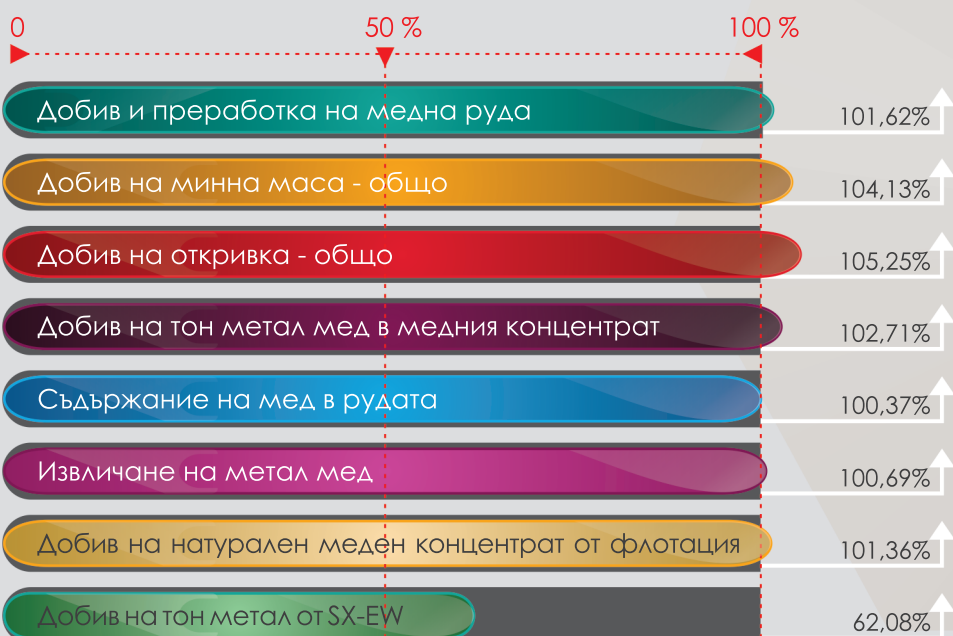 0 50 % 100 %
Добив и преработка на медна руда 101,62%
Добив на минна маса - общо 104,13%
Добив на откривка - общо 105,25%
Добив на тон метал мед в медния концентрат 102,71%
Съдържание на мед в рудата 100,37%
Извличане на метал мед 100,69%
Добив на натурален меден концентрат от флотация 101,36%
Добив на тон метал от SX-EW 62,08%